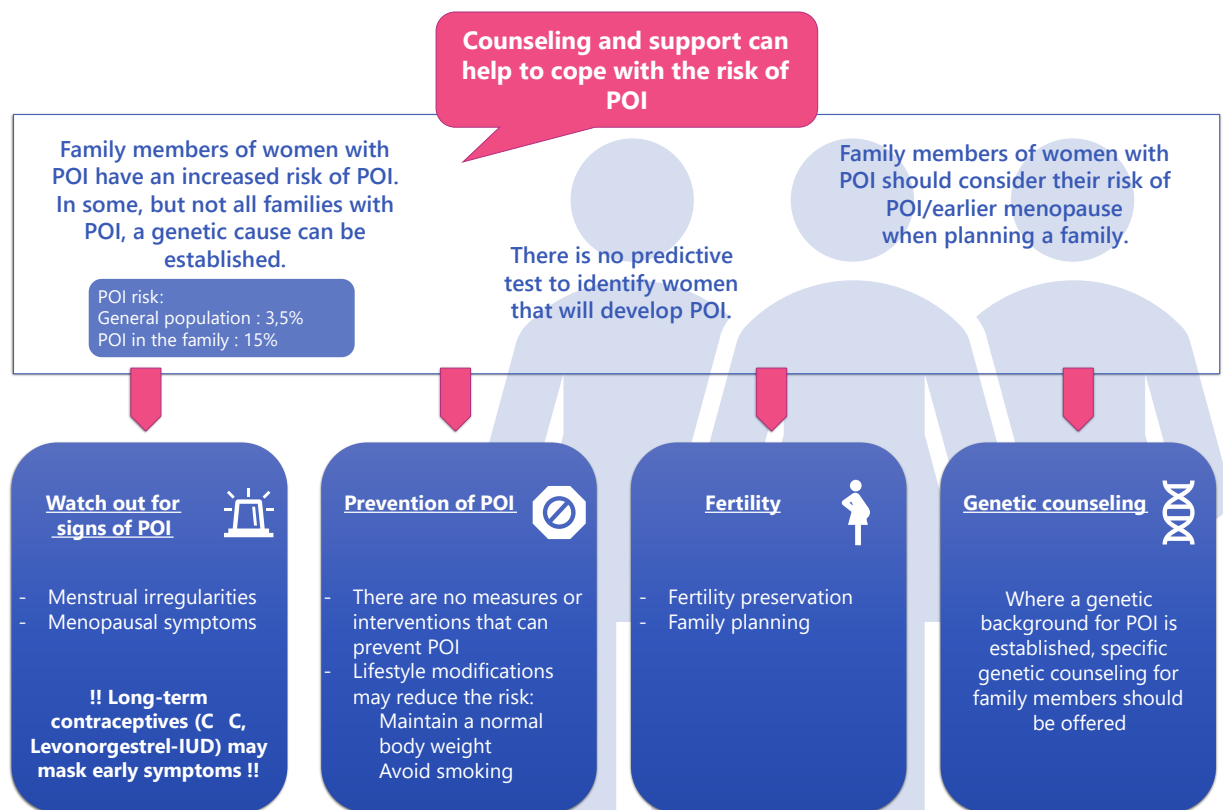 Counseling and support can
help to cope with the risk of
POI
Family members of women with
POI have an increased risk of POI.
In some, but not all families with
POI, a genetic cause can be
established.
POI risk:
General population : 3,5%
POI in the family : 15%
There is no predictive
test to identify women
that will develop POI.
Family members of women with
POI should consider their risk of
POI/earlier menopause
when planning a family.
Watch out for
signs of POI
- Menstrual irregularities
- Menopausal symptoms
!! Long-term
contraceptives (C C,
Levonorgestrel-IUD) may
mask early symptoms !!
Prevention of POI
- There are no measures or
interventions that can
prevent POI
- Lifestyle modifications
may reduce the risk:
Maintain a normal
body weight
Avoid smoking
Fertility
- Fertility preservation
- Family planning
Genetic counseling
Where a genetic
background for POI is
established, specific
genetic counseling for
family members should
be offered